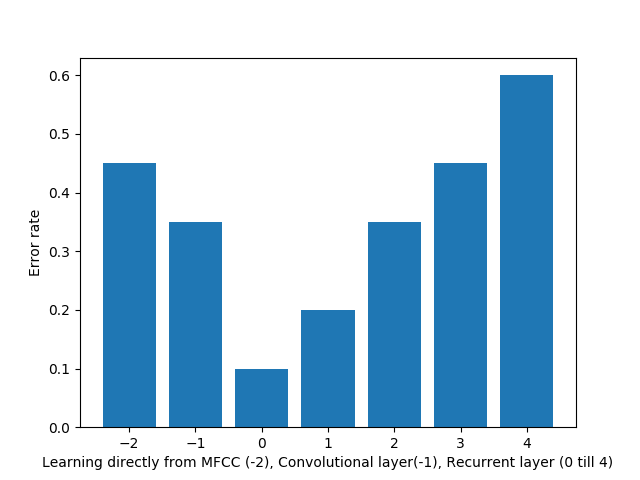 0.6
0.5
0.4
0.3
0.2
0.1
0.0
Error rate
−2 −1 0 1 2 3 4
Learning directly from MFCC (-2), Convolutional layer(-1), Recurrent layer (0 till 4)